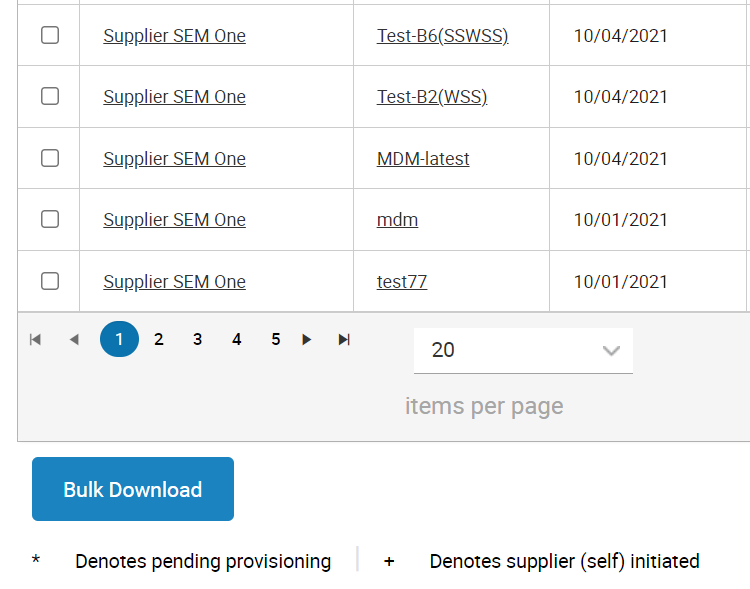 Supplier SEM One Test-B6(SSWSS) 10/04/2021
Supplier SEM One Test-B2(WSS) 10/04/2021
Supplier SEM One MDM-latest 10/04/2021
Supplier SEM One mdm 10/01/2021
Supplier SEM One test77 10/01/2021
1 2 3 4 5 20
items per page
Bulk Download
* Denotes pending provisioning + Denotes supplier (self) initiated